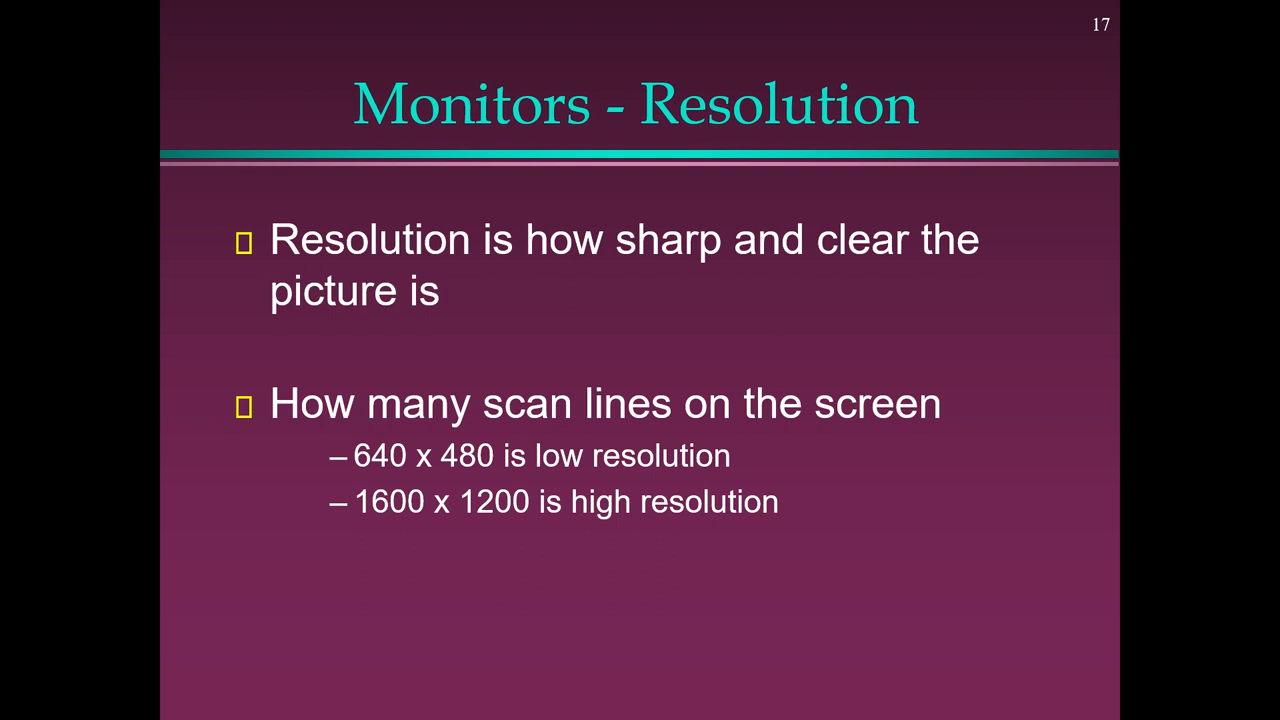 17
Monitors - Resolution
Resolution is how sharp and clear the
picture is
How many scan lines on the screen
– 640 x 480 is low resolution
– 1600 x 1200 is high resolution